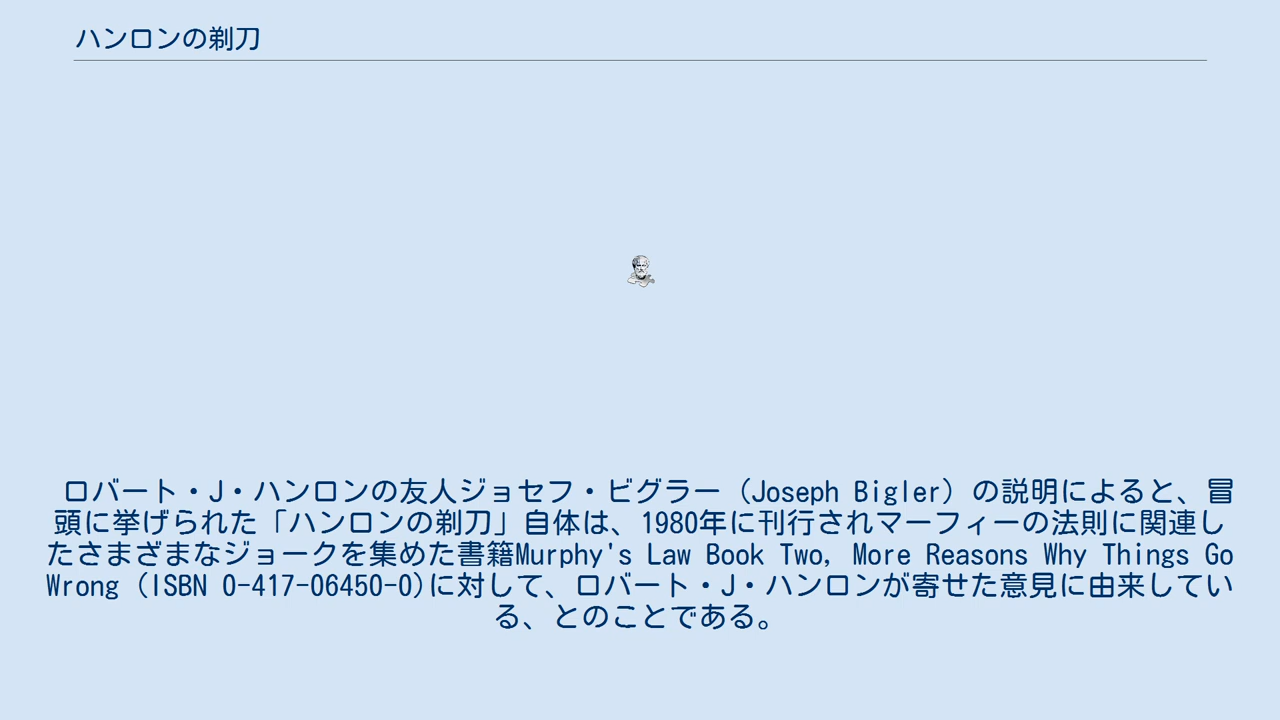 ハンロンの剃刀
ロバート・J・ハンロンの友人ジョセフ・ビグラー（Joseph Bigler）の説明によると、冒
頭に挙げられた「ハンロンの剃刀」自体は、1980年に刊行されマーフィーの法則に関連し
たさまざまなジョークを集めた書籍Murphy's Law Book Two, More Reasons Why Things Go
Wrong (ISBN 0-417-06450-0)に対して、ロバート・J・ハンロンが寄せた意見に由来してい
る、とのことである。